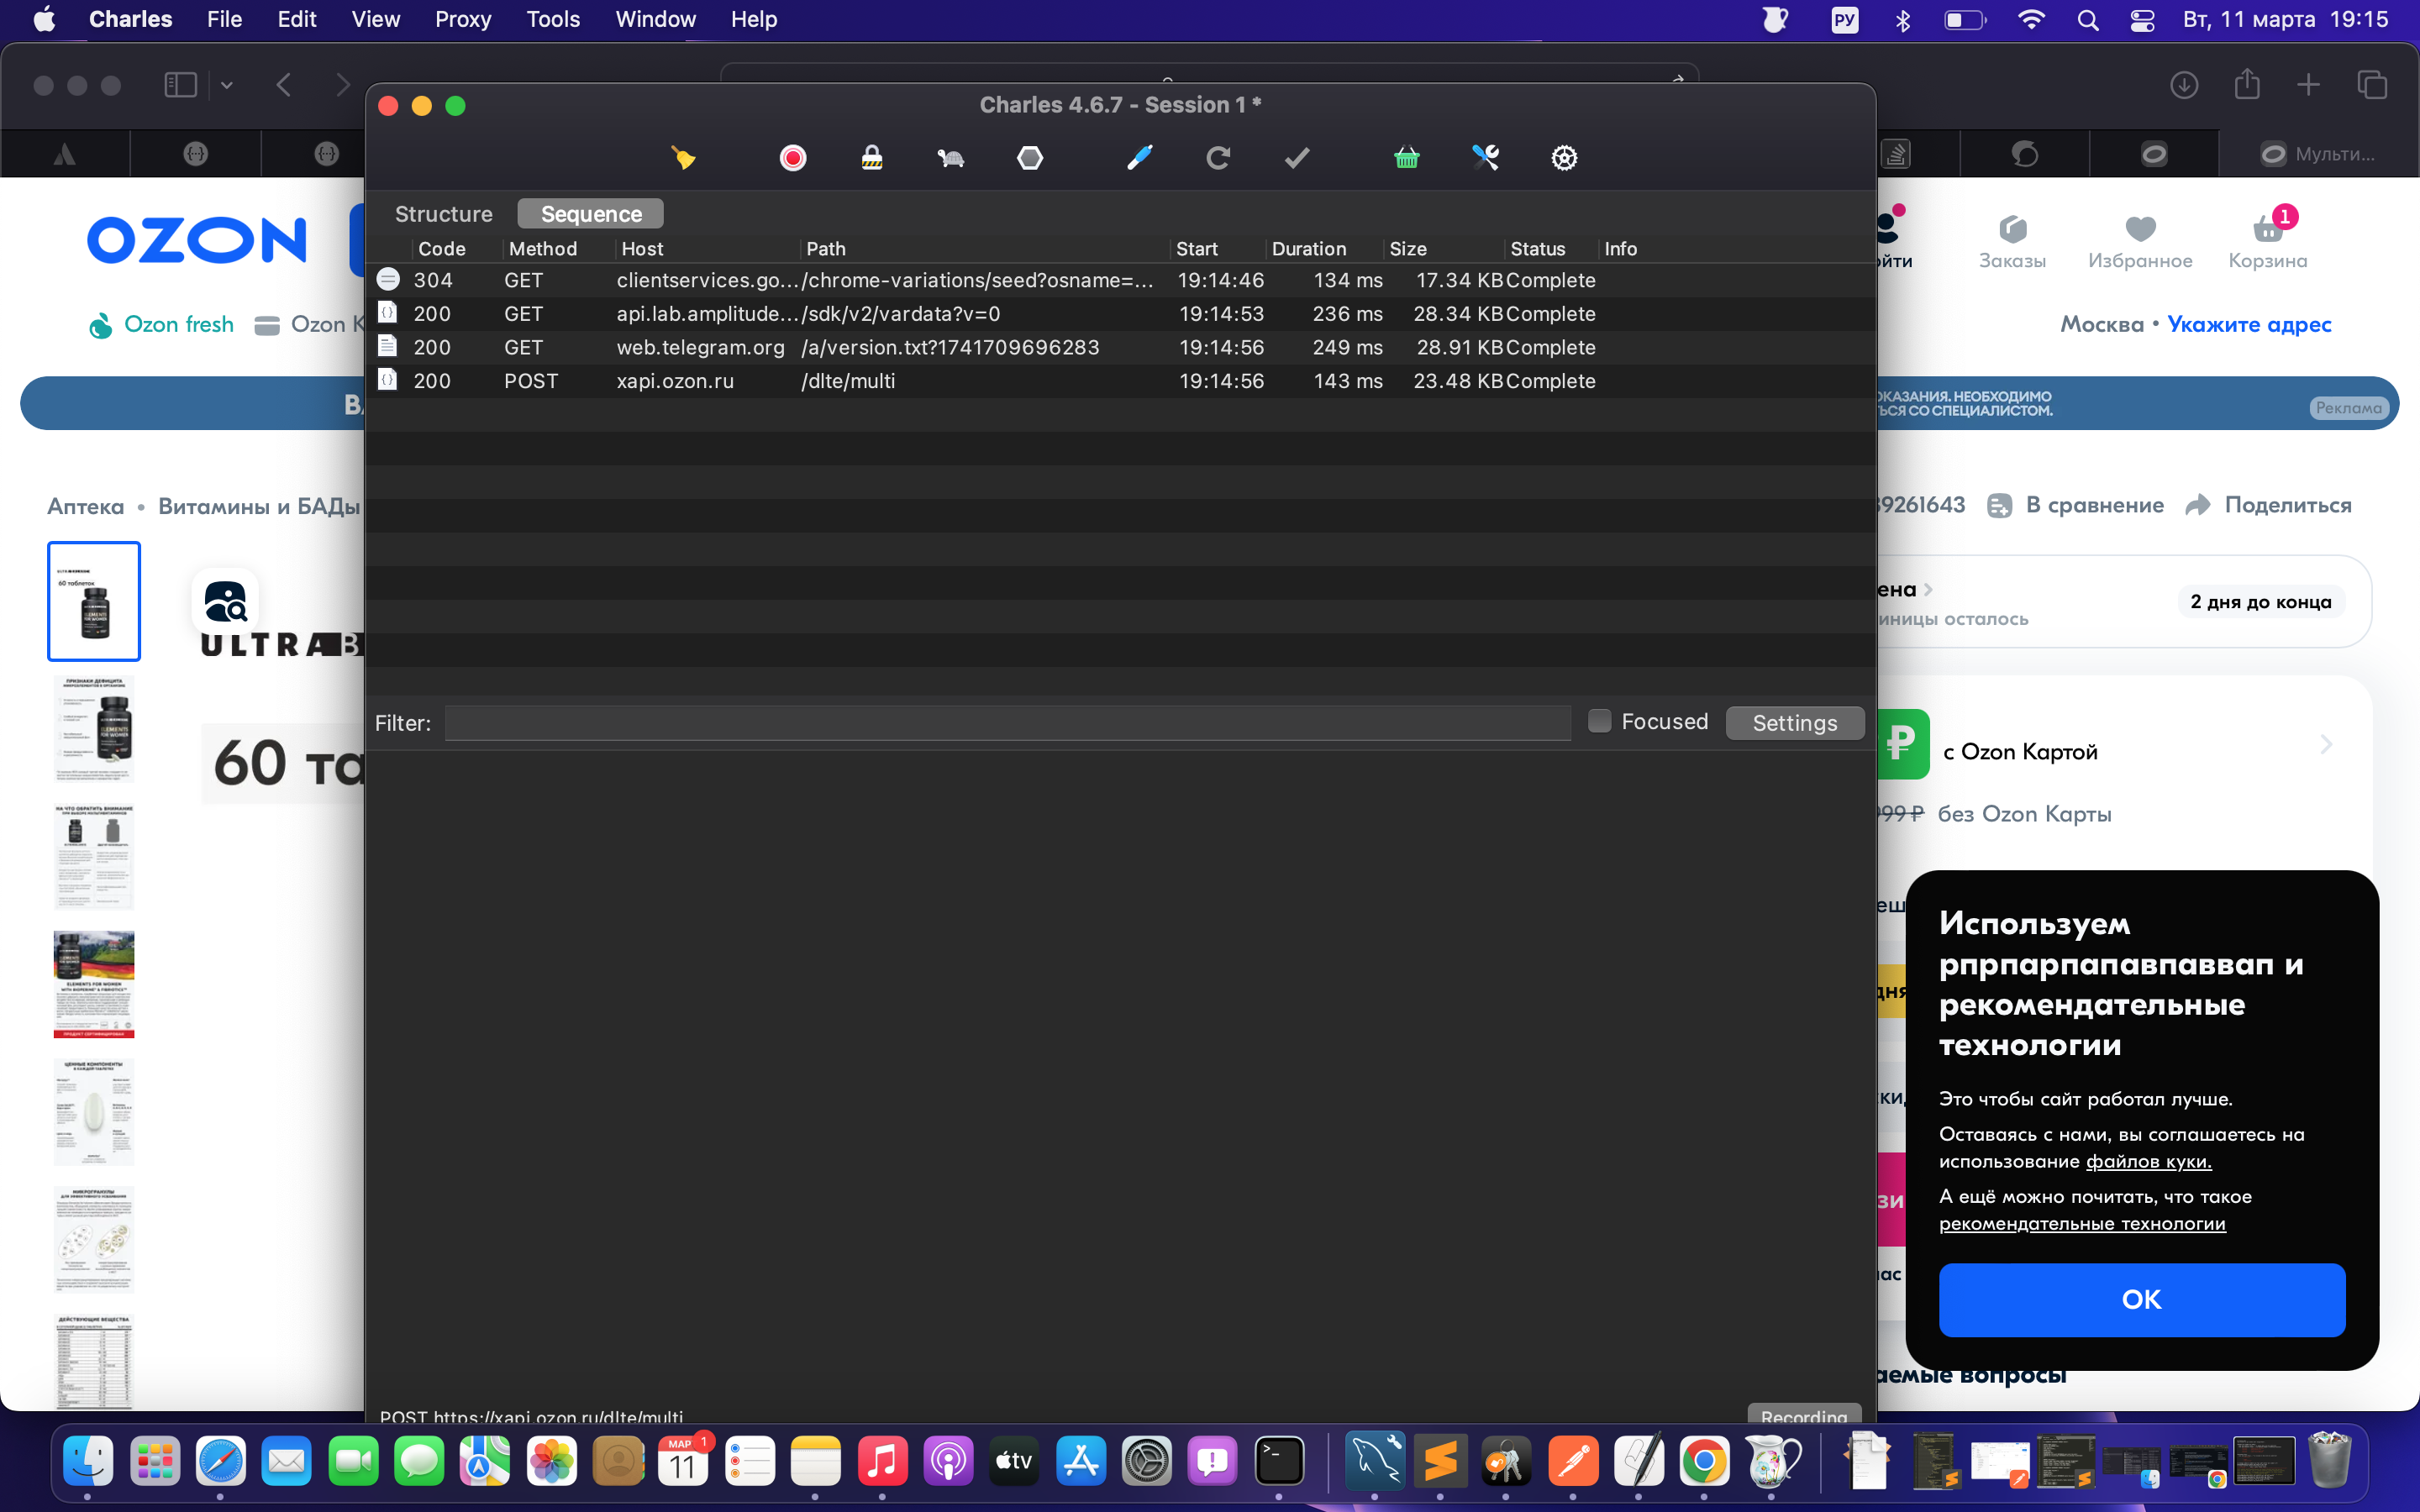 Charles File Edit View Proxy Tools Window Help
РУ Вт, 11 марта 19:15
Charles 4.6.7 - Session 1 *
Мульти...
Structure Sequence
Code Method Host Path Start Duration Size Status Info
304 GET clientservices.go... /chrome-variations/seed?osname=... 19:14:46 134 ms 17.34 KB Complete
200 GET api.lab.amplitude... /sdk/v2/vardata?v=0 19:14:53 236 ms 28.34 KB Complete
200 GET web.telegram.org /a/version.txt?1741709696283 19:14:56 249 ms 28.91 KB Complete
200 POST xapi.ozon.ru /dlte/multi 19:14:56 143 ms 23.48 KB Complete
Filter: Focused Settings
POST https://xapi.ozon.ru/dlte/multi
Recording
OZON
Ozon fresh Ozon К
Заказы Избранное Корзина
1
Москва • Укажите адрес
ОКАЗАНИЯ. НЕОБХОДИМО
ЬСЯ СО СПЕЦИАЛИСТОМ.
Реклама
Аптека • Витамины и БАДы
39261643 В сравнение Поделиться
60 таблеток
ULTRAB
60 та
ена
иницы осталось
2 дня до конца
₽ с Ozon Картой
999 ₽ без Ozon Карты
Используем
рпрпарпапавпаввап и
рекомендательные
технологии
Это чтобы сайт работал лучше.
Оставаясь с нами, вы соглашаетесь на
использование файлов куки.
А ещё можно почитать, что такое
рекомендательные технологии
ОК
аемые вопросы
МАР 1
11
tv